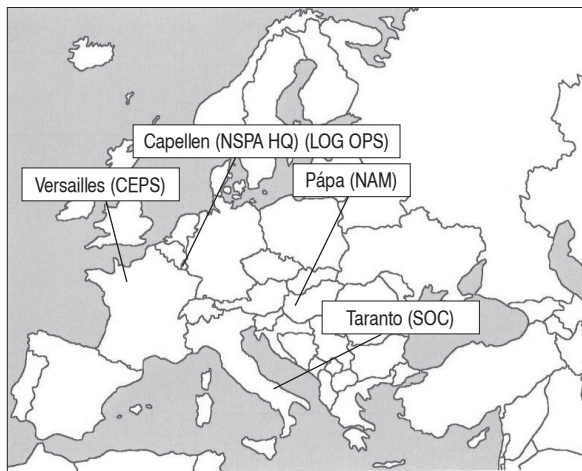 Capellen (NSPA HQ) (LOG OPS)
Versailles (CEPS)
Pápa (NAM)
Taranto (SOC)